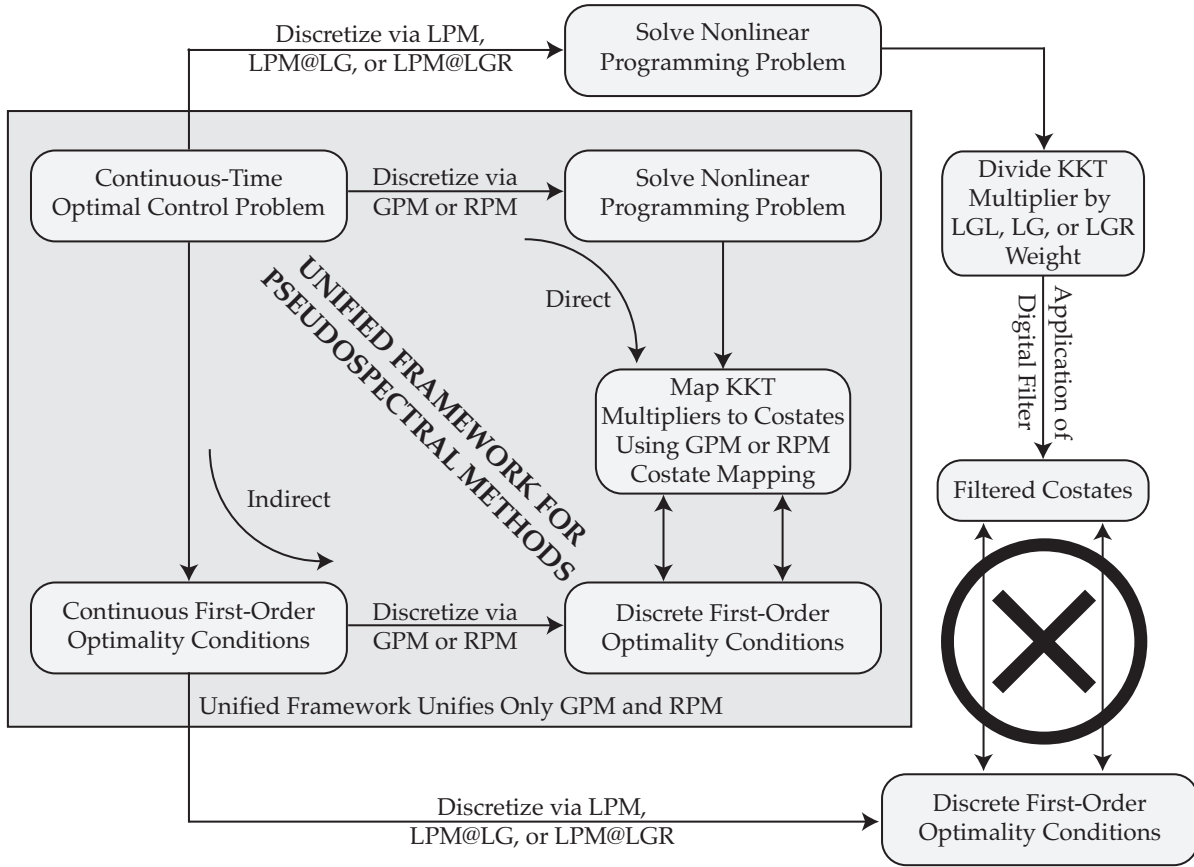 Discretize via LPM,
LPM@LG, or LPM@LGR
Solve Nonlinear
Programming Problem
Continuous-Time
Optimal Control Problem
Discretize via
GPM or RPM
Solve Nonlinear
Programming Problem
Divide KKT
Multiplier by
LGL, LG, or LGR
Weight
Direct
UNIFIED FRAMEWORK FOR
PSEUDOSPECTRAL METHODS
Application of
Digital Filter
Map KKT
Multipliers to Costates
Using GPM or RPM
Costate Mapping
Indirect
Filtered Costates
Continuous First-Order
Optimality Conditions
Discretize via
GPM or RPM
Discrete First-Order
Optimality Conditions
Unified Framework Unifies Only GPM and RPM
Discretize via LPM,
LPM@LG, or LPM@LGR
Discrete First-Order
Optimality Conditions